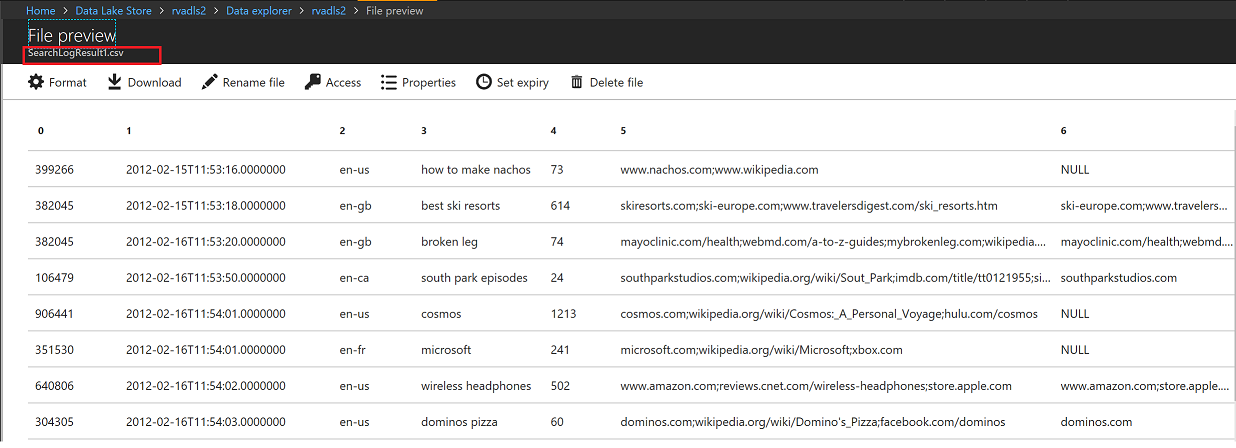 Home > Data Lake Store > rvadls2 > Data explorer > rvadls2 > File preview
File preview
SearchLogResult1.csv
Format Download Rename file Access Properties Set expiry Delete file
0 1 2 3 4 5 6
399266 2012-02-15T11:53:16.0000000 en-us how to make nachos 73 www.nachos.com;www.wikipedia.com NULL
382045 2012-02-15T11:53:18.0000000 en-gb best ski resorts 614 skiresorts.com;ski-europe.com;www.travelersdigest.com/ski_resorts.htm ski-europe.com;www.travelers...
382045 2012-02-16T11:53:20.0000000 en-gb broken leg 74 mayoclinic.com/health;webmd.com/a-to-z-guides;mybrokenleg.com;wikipedia.... mayoclinic.com/health;webmd....
106479 2012-02-16T11:53:50.0000000 en-ca south park episodes 24 southparkstudios.com;wikipedia.org/wiki/Sout_Park;imdb.com/title/tt0121955;si... southparkstudios.com
906441 2012-02-16T11:54:01.0000000 en-us cosmos 1213 cosmos.com;wikipedia.org/wiki/Cosmos:_A_Personal_Voyage;hulu.com/cosmos NULL
351530 2012-02-16T11:54:01.0000000 en-fr microsoft 241 microsoft.com;wikipedia.org/wiki/Microsoft;xbox.com NULL
640806 2012-02-16T11:54:02.0000000 en-us wireless headphones 502 www.amazon.com;reviews.cnet.com/wireless-headphones;store.apple.com www.amazon.com;store.apple....
304305 2012-02-16T11:54:03.0000000 en-us dominos pizza 60 dominos.com;wikipedia.org/wiki/Domino's_Pizza;facebook.com/dominos dominos.com